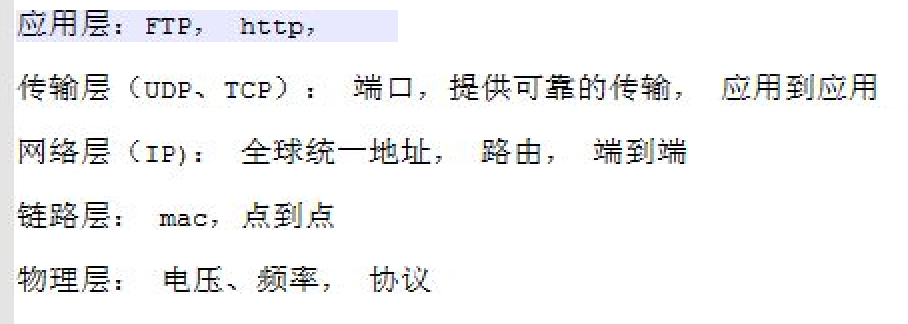 应用层：FTP， http，
传输层（UDP、TCP）： 端口，提供可靠的传输， 应用到应用
网络层（IP)： 全球统一地址， 路由， 端到端
链路层： mac，点到点
物理层： 电压、频率， 协议